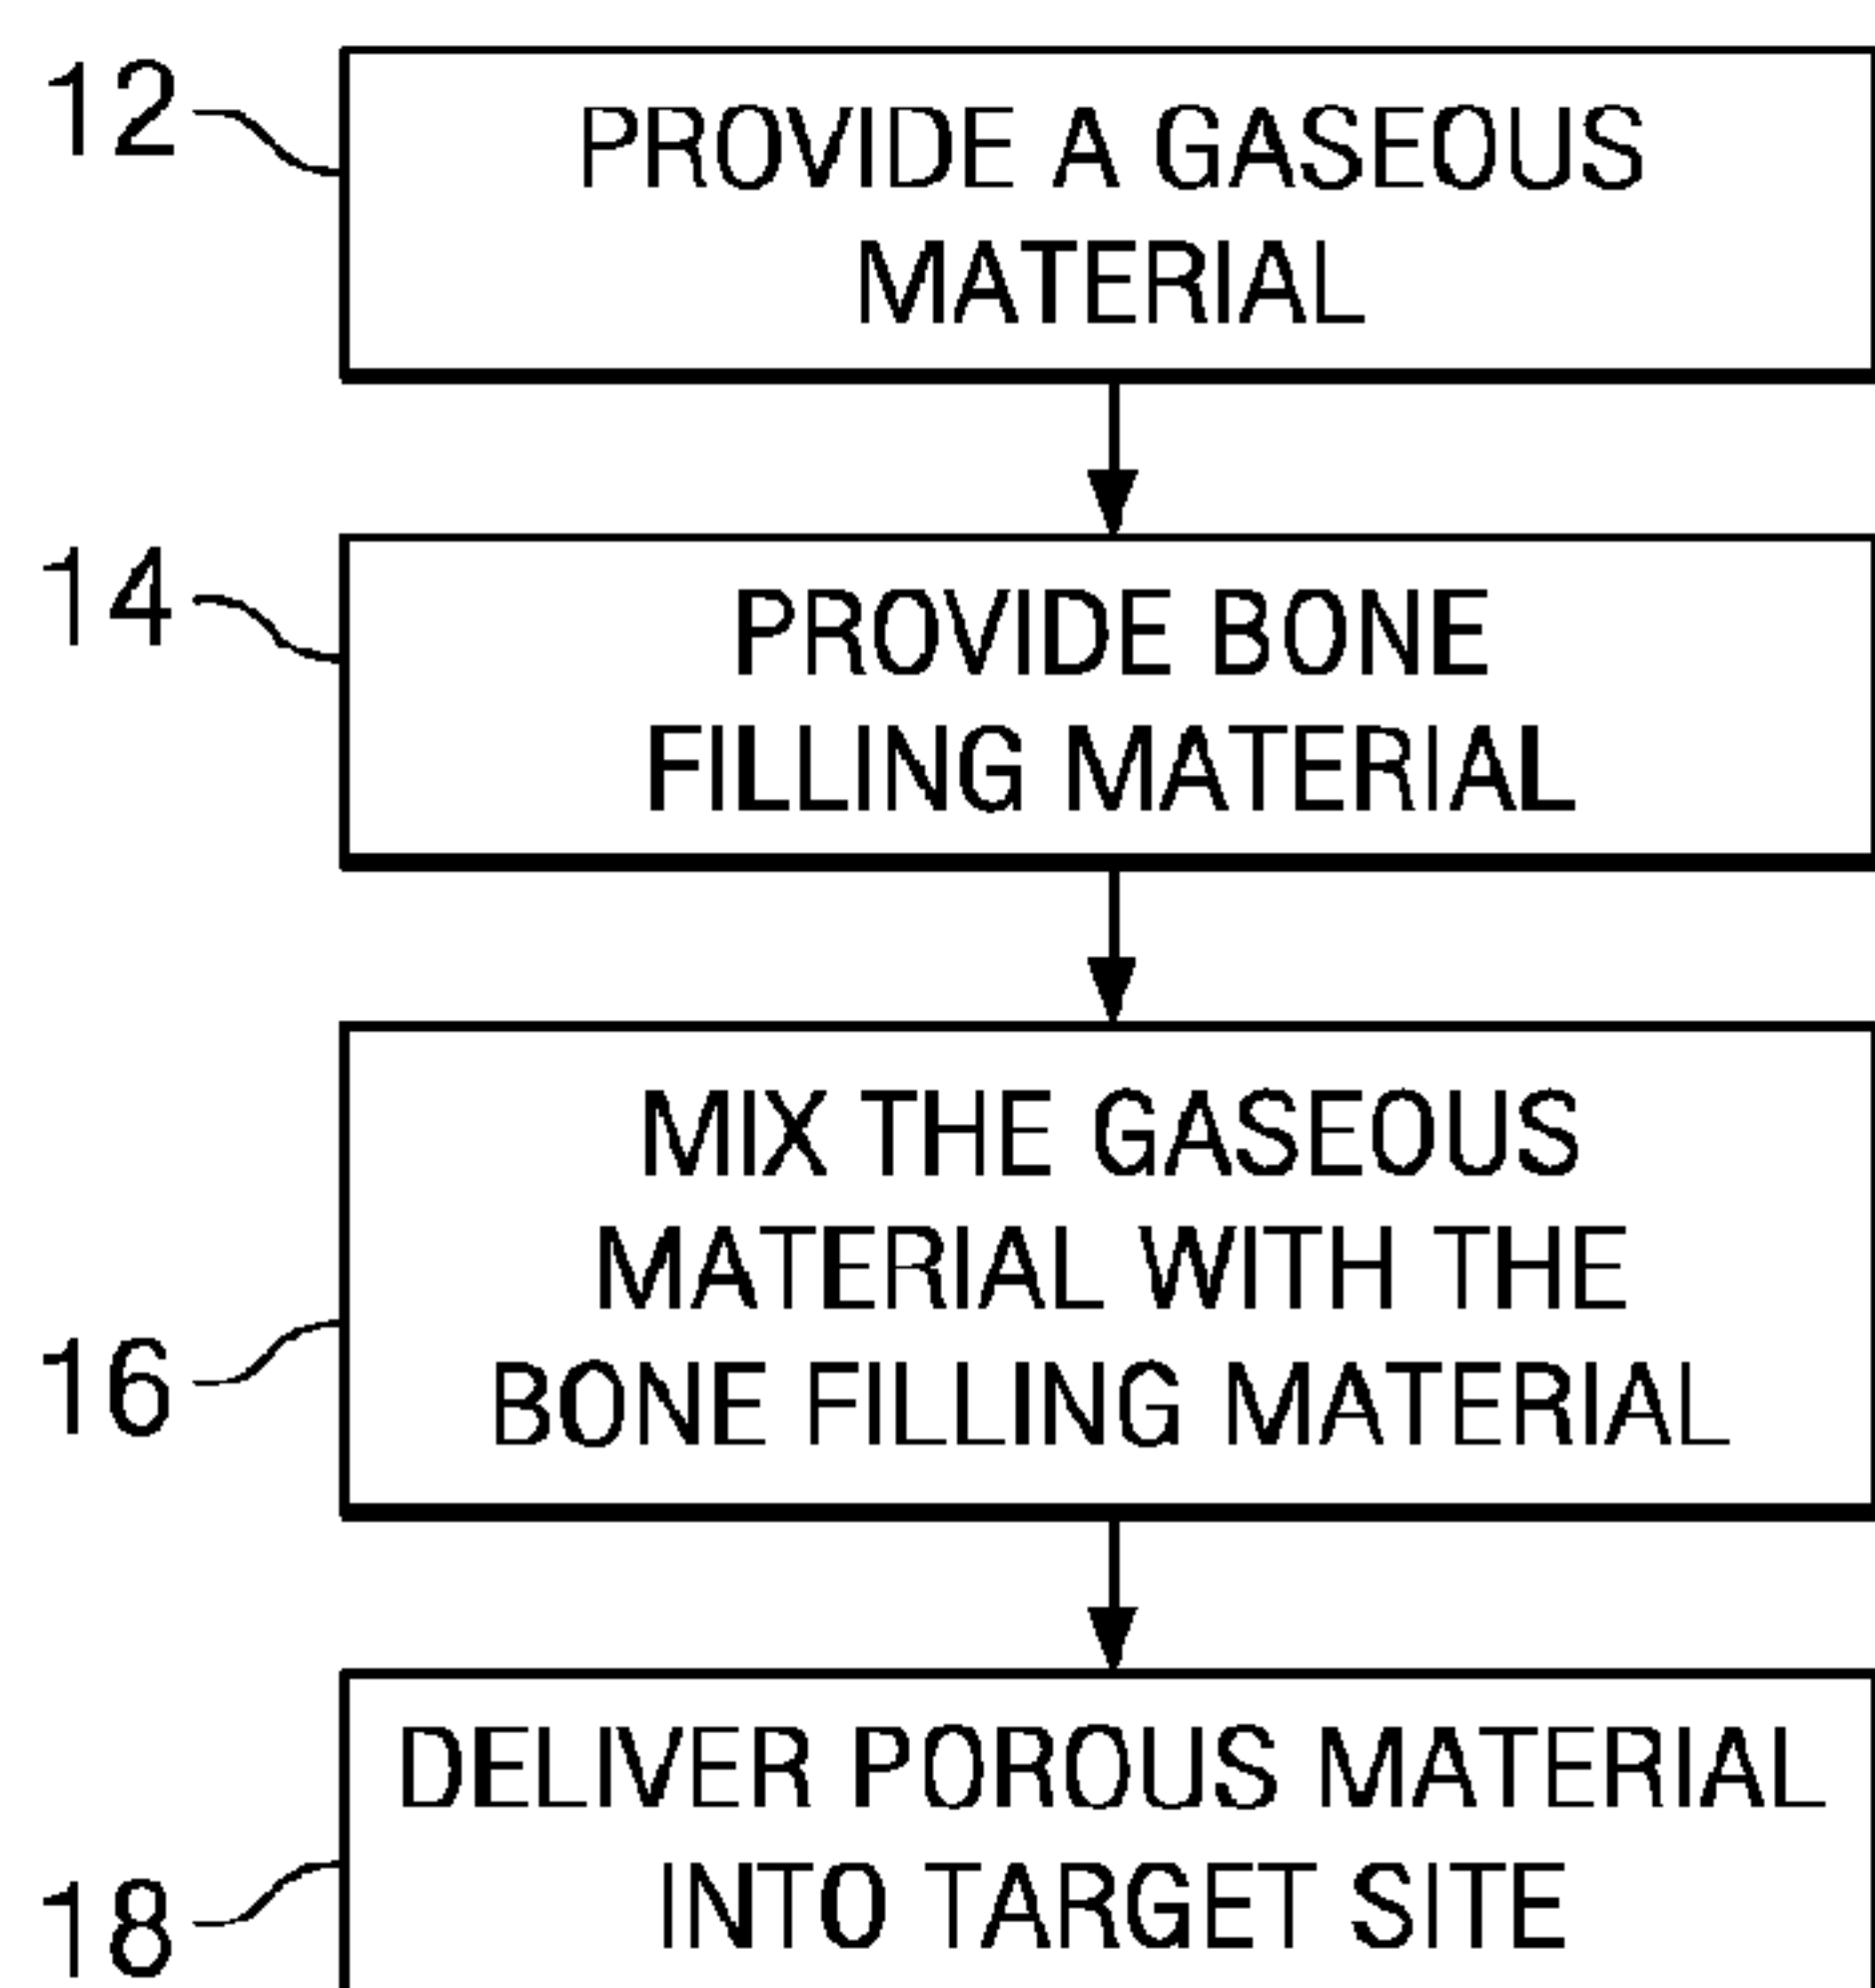 12
PROVIDE A GASEOUS
MATERIAL
14
PROVIDE BONE
FILLING MATERIAL
MIX THE GASEOUS
MATERIAL WITH THE
BONE FILLING MATERIAL
16
DELIVER POROUS MATERIAL
INTO TARGET SITE
18